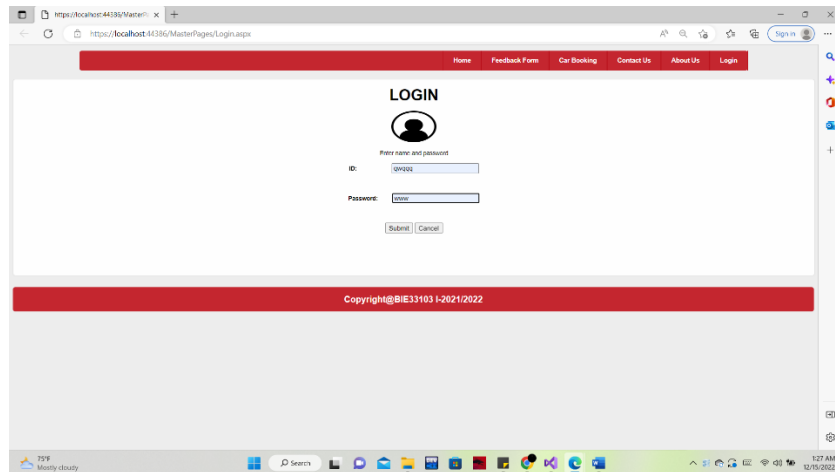 https://localhost:44386/MasterPa
https://localhost:44386/MasterPages/Login.aspx
Sign in
Home Feedback Form Car Booking Contact Us About Us Login
LOGIN
Enter name and password
ID: qwqqq
Password: www
Submit Cancel
Copyright@BIE33103 I-2021/2022
75°F
Mostly cloudy
Search
1:27 AM
12/15/2022